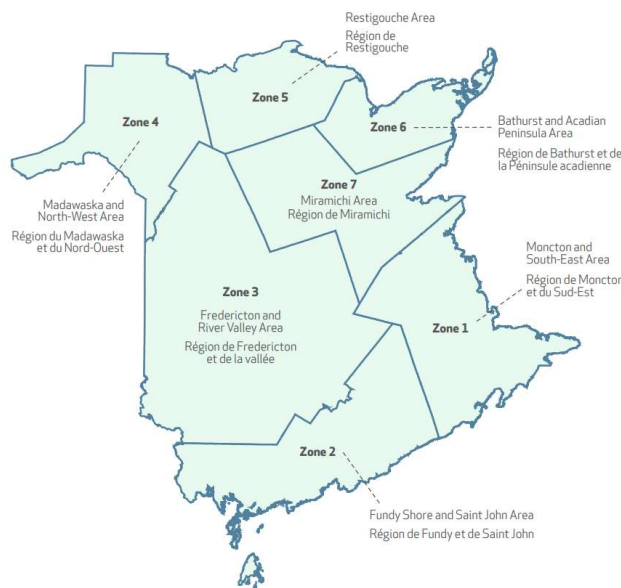 Restigouche Area
Région de
Restigouche
Zone 5
Zone 4
Zone 6
Bathurst and Acadian
Peninsula Area
Région de Bathurst et de
la Péninsule acadienne
Zone 7
Miramichi Area
Région de Miramichi
Madawaska and
North-West Area
Région du Madawaska
et du Nord-Ouest
Moncton and
South-East Area
Région de Moncton
et du Sud-Est
Zone 3
Fredericton and
River Valley Area
Région de Fredericton
et de la vallée
Zone 1
Zone 2
Fundy Shore and Saint John Area
Région de Fundy et de Saint John